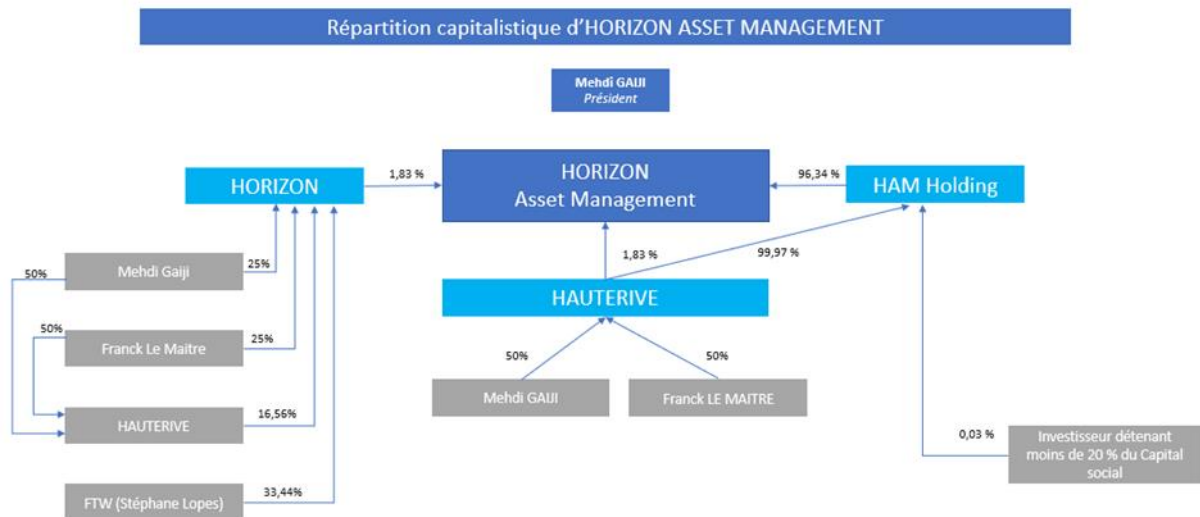 Répartition capitalistique d'HORIZON ASSET MANAGEMENT
Mehdi GAIJI
Président
HORIZON
1,83 %
HORIZON
Asset Management
96,34 %
HAM Holding
50%
Mehdi Gaiji
25%
1,83 %
99,97 %
HAUTERIVE
50%
Franck Le Maitre
25%
50%
50%
Mehdi GAIJI
Franck LE MAITRE
HAUTERIVE
16,56%
0,03 %
Investisseur détenant
moins de 20 % du Capital
social
FTW (Stéphane Lopes)
33,44%